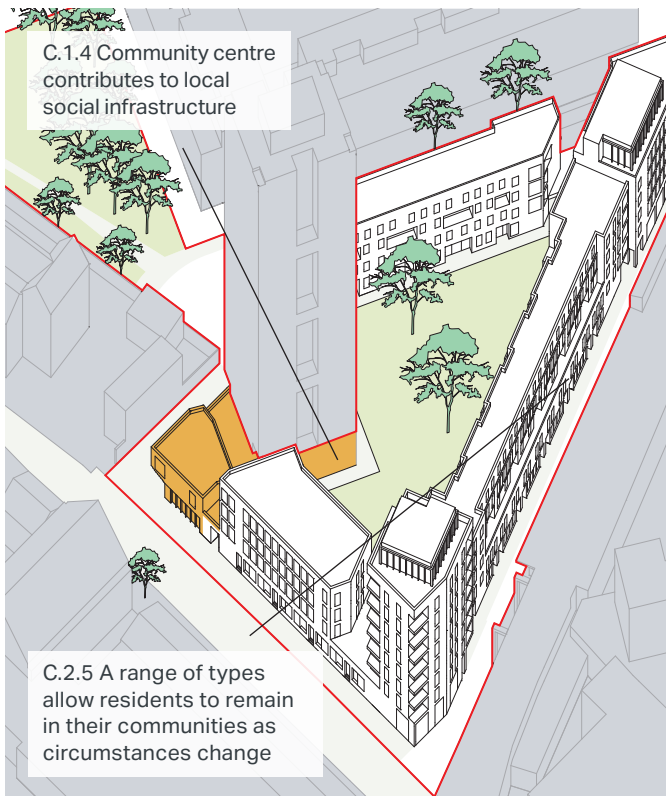 C.1.4 Community centre
contributes to local
social infrastructure
C.2.5 A range of types
allow residents to remain
in their communities as
circumstances change